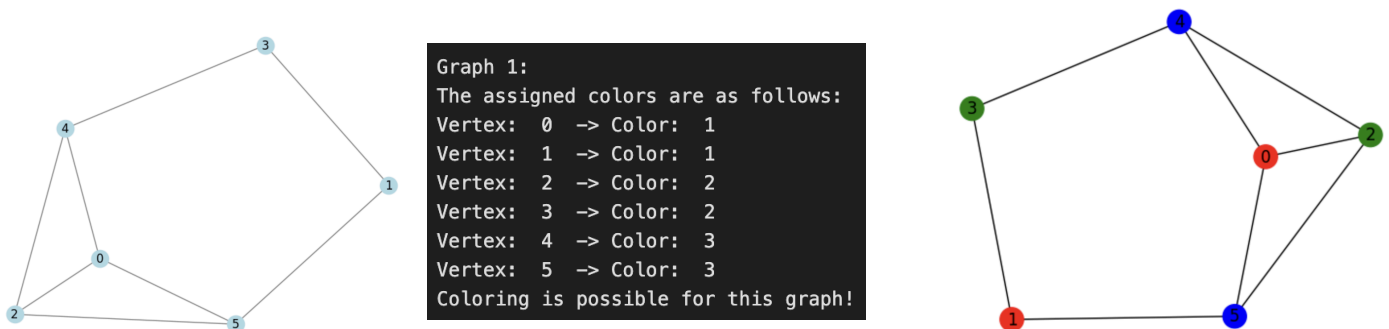 3
4
1
0
2
5
Graph 1:
The assigned colors are as follows:
Vertex:  0  -> Color:  1
Vertex:  1  -> Color:  1
Vertex:  2  -> Color:  2
Vertex:  3  -> Color:  2
Vertex:  4  -> Color:  3
Vertex:  5  -> Color:  3
Coloring is possible for this graph!
4
3
2
0
5
1